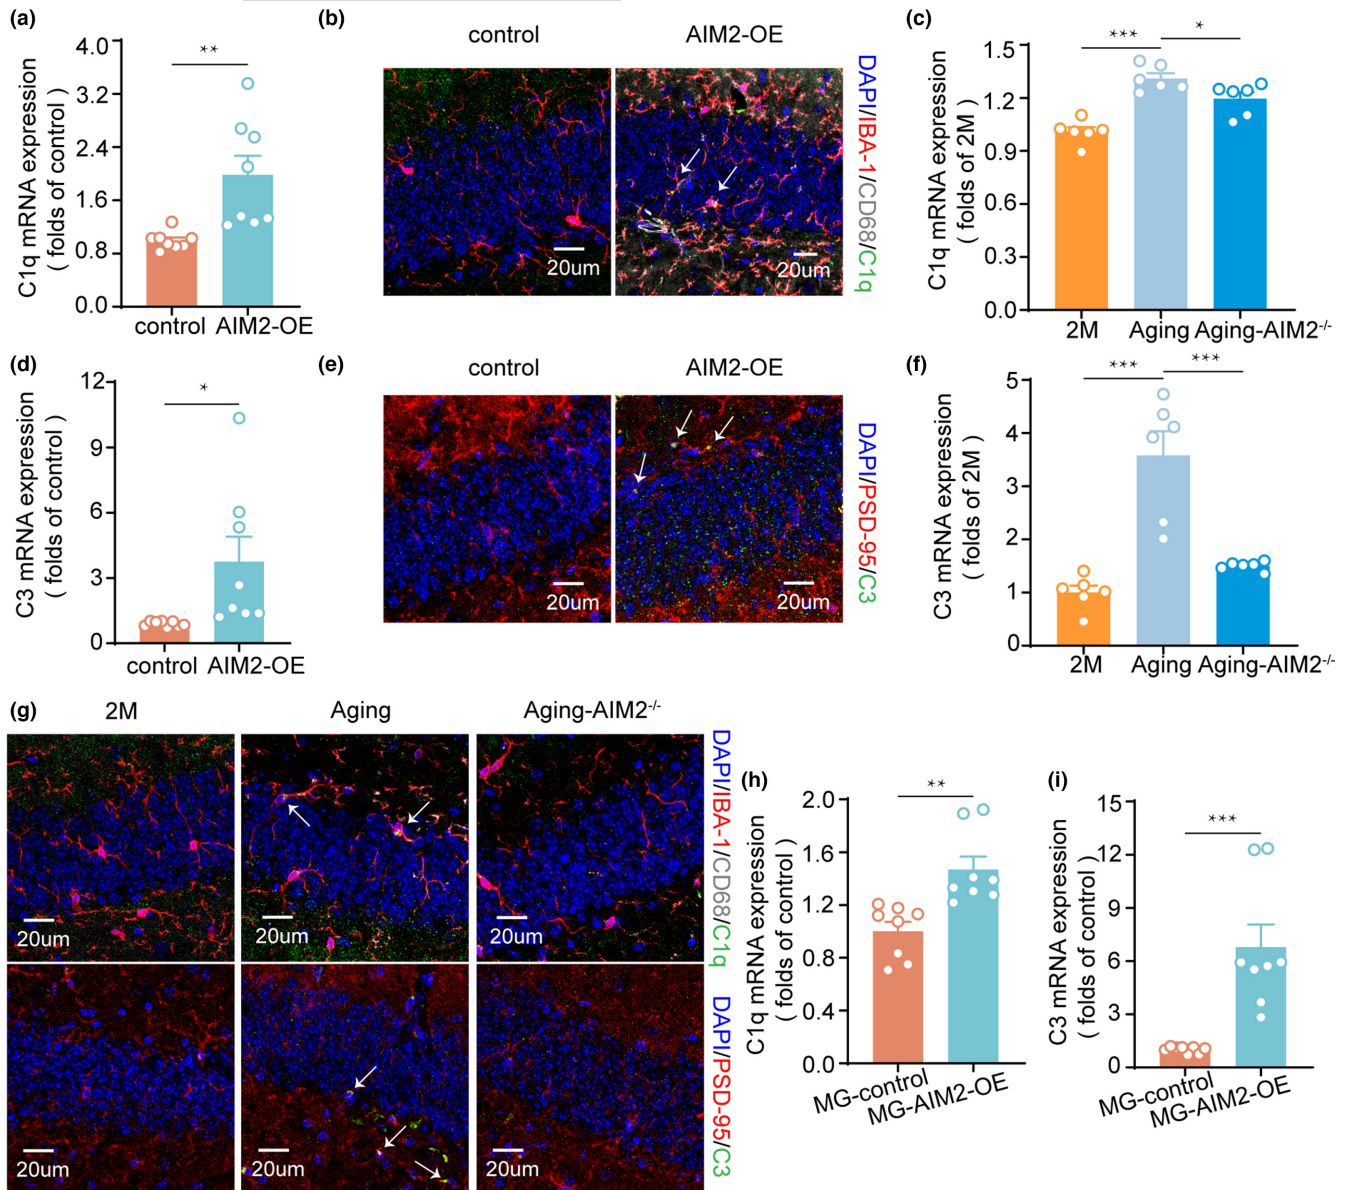 (a)
C1q mRNA expression
( folds of control )
4.0
3.2
2.4
1.6
0.8
0.0
**
control
AIM2-OE
(b)
control
AIM2-OE
20um
20um
DAPI/IBA-1/CD68/C1q
(c)
C1q mRNA expression
( folds of 2M )
1.5
1.2
0.9
0.6
0.3
0.0
***
*
2M
Aging
Aging-AIM2-/-
(d)
C3 mRNA expression
( folds of control )
12
9
6
3
0
*
control
AIM2-OE
(e)
control
AIM2-OE
20um
20um
DAPI/PSD-95/C3
(f)
C3 mRNA expression
( folds of 2M )
5
4
3
2
1
0
***
***
2M
Aging
Aging-AIM2-/-
(g)
2M
Aging
Aging-AIM2-/-
20um
20um
20um
DAPI/IBA-1/CD68/C1q
20um
20um
20um
DAPI/PSD-95/C3
(h)
C1q mRNA expression
( folds of control )
2.0
1.6
1.2
0.8
0.4
0.0
**
MG-control
MG-AIM2-OE
(i)
C3 mRNA expression
( folds of control )
15
12
9
6
3
0
***
MG-control
MG-AIM2-OE